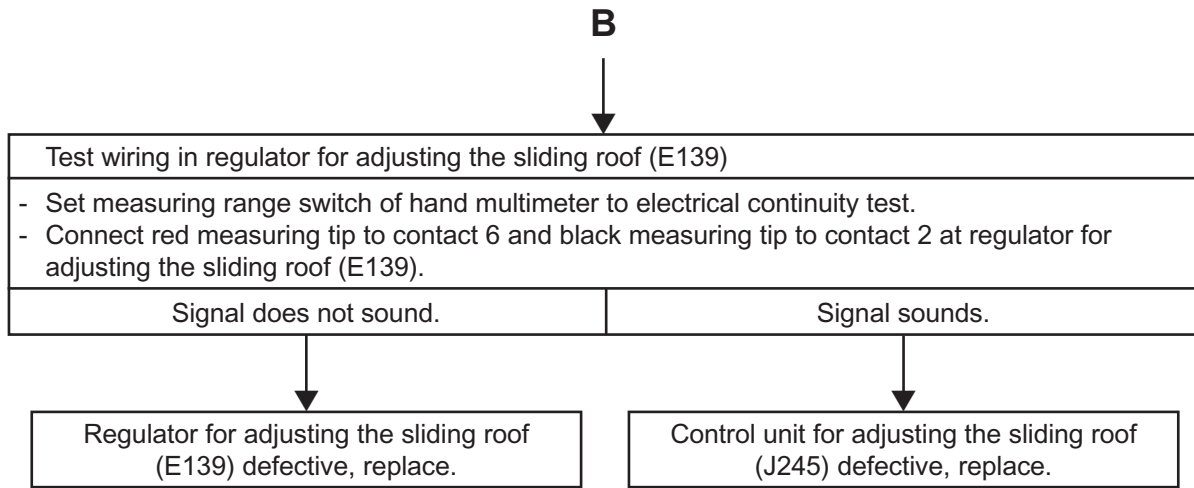 B
Test wiring in regulator for adjusting the sliding roof (E139)
- Set measuring range switch of hand multimeter to electrical continuity test.
- Connect red measuring tip to contact 6 and black measuring tip to contact 2 at regulator for
adjusting the sliding roof (E139).
Signal does not sound.
Signal sounds.
Regulator for adjusting the sliding roof
(E139) defective, replace.
Control unit for adjusting the sliding roof
(J245) defective, replace.